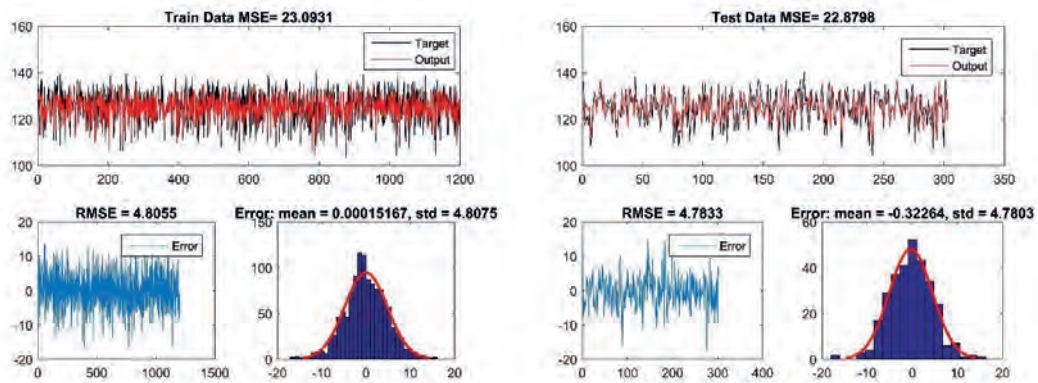 Train Data MSE= 23.0931
160
140
120
100
0 200 400 600 800 1000 1200
Target
Output
Test Data MSE= 22.8798
160
140
120
100
0 50 100 150 200 250 300 350
Target
Output
RMSE = 4.8055
20
10
0
-10
-20
0 500 1000 1500
Error
Error: mean = 0.00015167, std = 4.8075
150
100
50
0
-20 -10 0 10 20
RMSE = 4.7833
20
10
0
-10
-20
0 100 200 300 400
Error
Error: mean = -0.32264, std = 4.7803
60
40
20
0
-20 -10 0 10 20